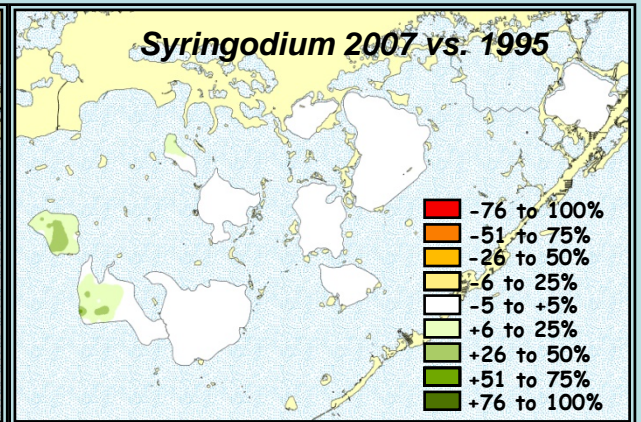 Syringodium 2007 vs. 1995
-76 to 100%
-51 to 75%
-26 to 50%
-6 to 25%
-5 to +5%
+6 to 25%
+26 to 50%
+51 to 75%
+76 to 100%